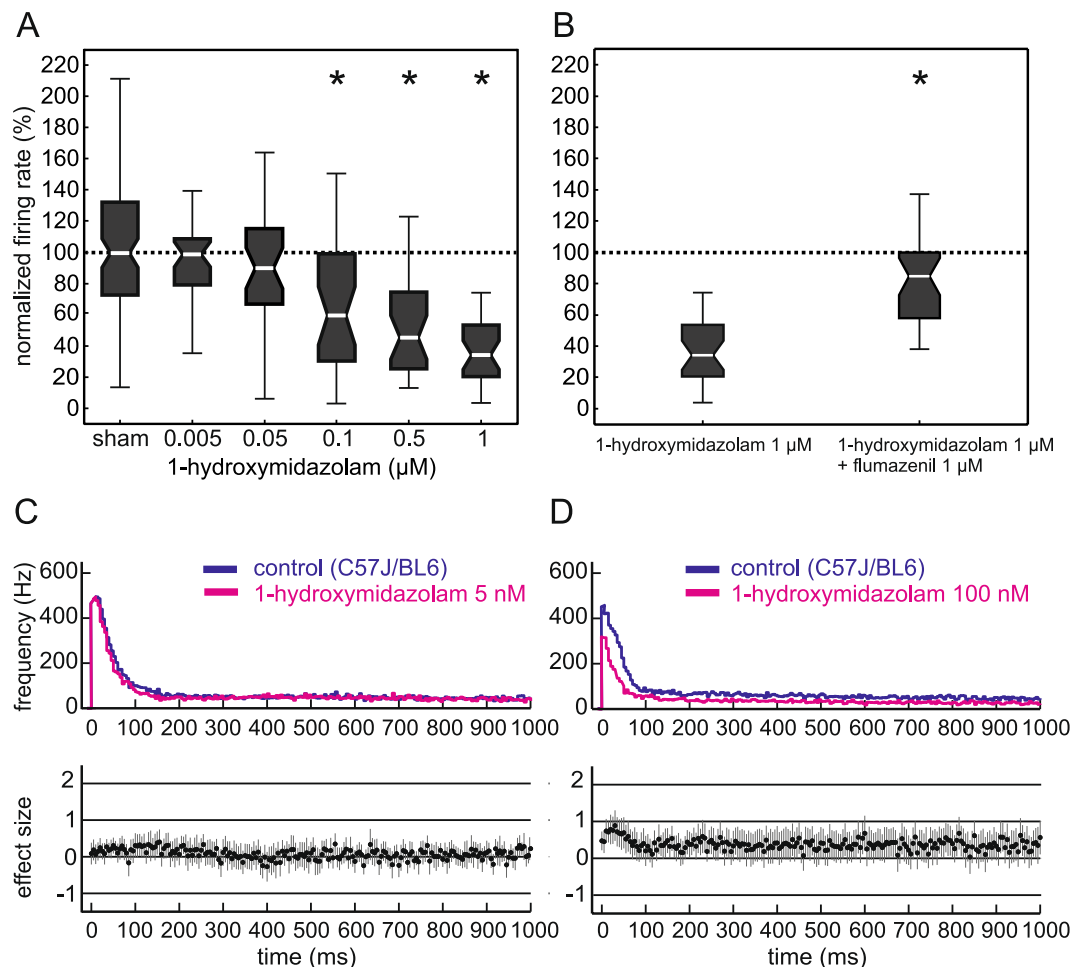 A
B
normalized firing rate (%)
220
200
180
160
140
120
100
80
60
40
20
0
* * *
sham 0.005 0.05 0.1 0.5 1
1-hydroxymidazolam (µM)
220
200
180
160
140
120
100
80
60
40
20
0
*
1-hydroxymidazolam 1 µM
1-hydroxymidazolam 1 µM
+ flumazenil 1 µM
C
D
frequency (Hz)
600
400
200
0
control (C57J/BL6)
1-hydroxymidazolam 5 nM
0 100 200 300 400 500 600 700 800 900 1000
600
400
200
0
control (C57J/BL6)
1-hydroxymidazolam 100 nM
0 100 200 300 400 500 600 700 800 900 1000
effect size
2
1
0
-1
0 100 200 300 400 500 600 700 800 900 1000
time (ms)
2
1
0
-1
0 100 200 300 400 500 600 700 800 900 1000
time (ms)